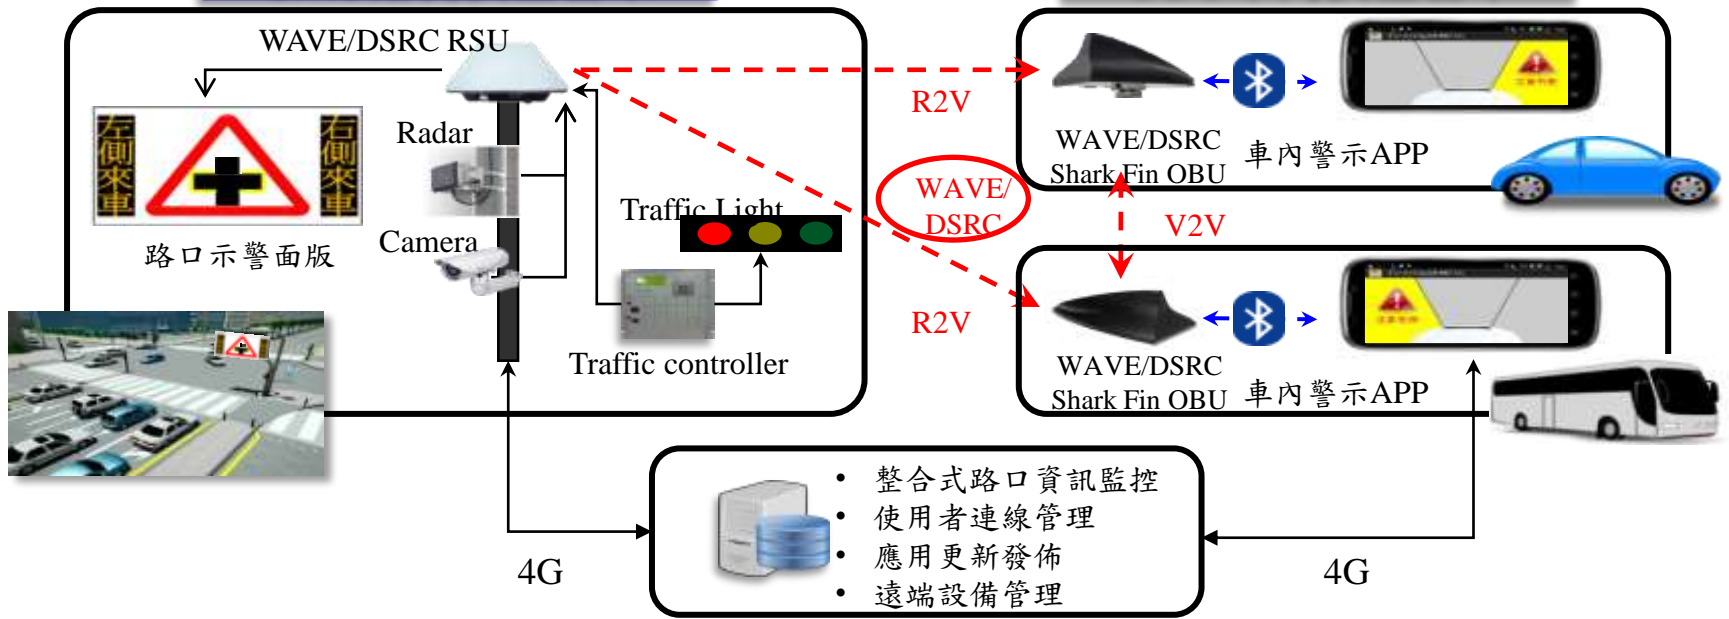 WAVE/DSRC RSU
左側來車
右側來車
路口示警面版
Radar
Camera
Traffic Light
Traffic controller
R2V
WAVE/
DSRC
R2V
V2V
WAVE/DSRC
Shark Fin OBU
車內警示APP
WAVE/DSRC
Shark Fin OBU
車內警示APP
4G
• 整合式路口資訊監控
• 使用者連線管理
• 應用更新發佈
• 遠端設備管理
4G